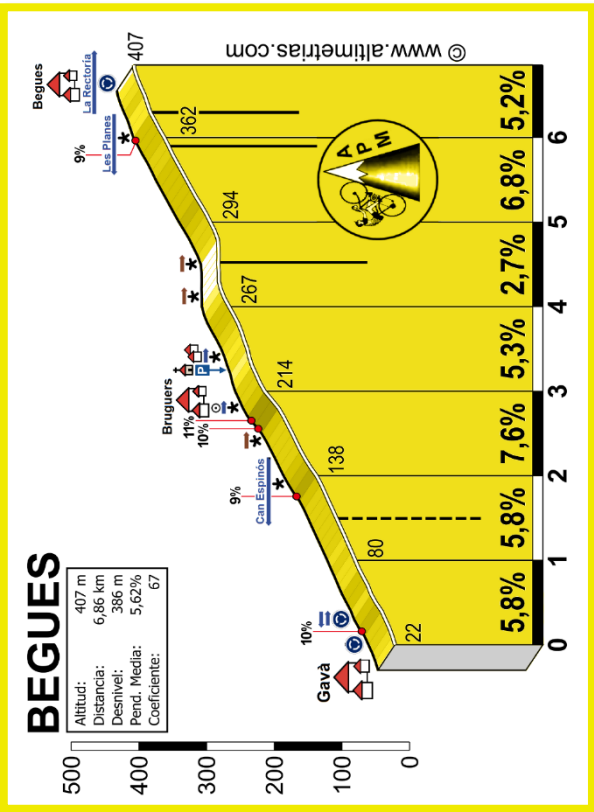 BEGUES
Altitud: 407 m
Distancia: 6,86 km
Desnivel: 386 m
Pend. Media: 5,62%
Coeficiente: 67
© www.altimetrias.com
500
400
300
200
100
0
Gavà
10%
Can Espinós
9%
10%
11%
Bruguers
P
Les Planes
9%
La Rectoría
Begues
22
80
138
214
267
294
362
407
A
P
M
5,8%
5,8%
7,6%
5,3%
2,7%
6,8%
5,2%
0
1
2
3
4
5
6